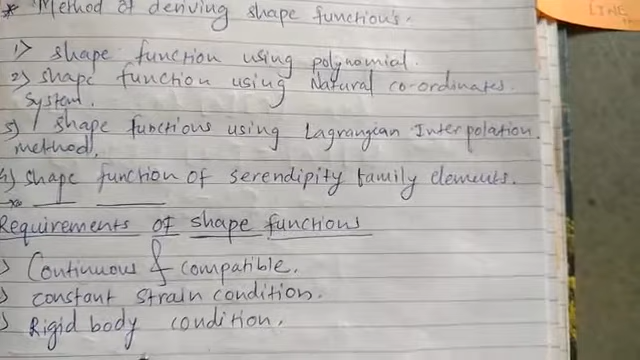 * Method of deriving shape functions.
1) shape function using polynomial.
2) shape function using Natural co-ordinates.
System.
3) shape functions using Lagrangian Interpolation
method.
4) shape function of serendipity family elements.
Requirements of shape functions
) Continuous & compatible.
) constant strain condition.
) Rigid body condition.